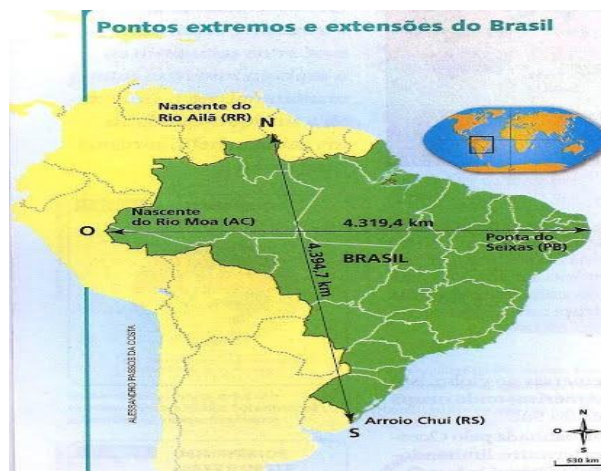 Pontos extremos e extensões do Brasil
Nascente do
Rio Ailã (RR)
N
Nascente
do Rio Moa (AC)
O
4.319,4 km
Ponta do
Seixas (PB)
BRASIL
4.394,7 km
Arroio Chuí (RS)
S
ALESSANDRO PASSOS DA COSTA
N
S
530 km